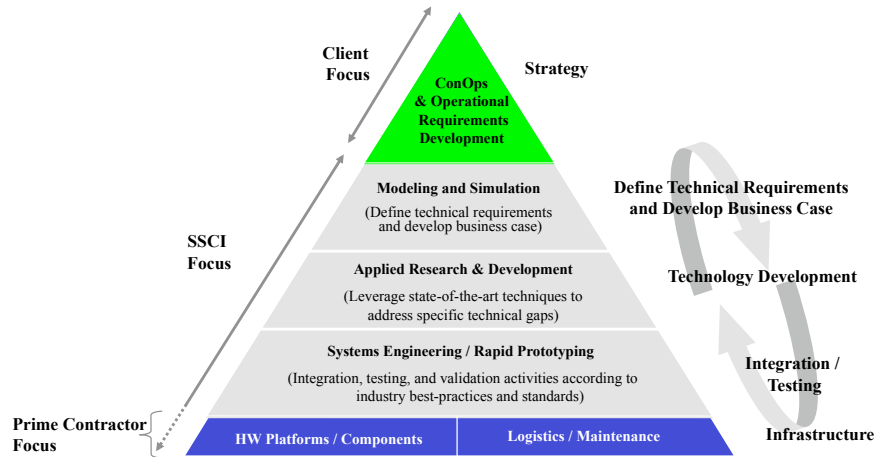 Client
Focus
Strategy
ConOps
& Operational
Requirements
Development
Modeling and Simulation
(Define technical requirements
and develop business case)
Define Technical Requirements
and Develop Business Case
SSCI
Focus
Applied Research & Development
(Leverage state-of-the-art techniques to
address specific technical gaps)
Technology Development
Systems Engineering / Rapid Prototyping
(Integration, testing, and validation activities according to
industry best-practices and standards)
Integration /
Testing
Prime Contractor
Focus
HW Platforms / Components
Logistics / Maintenance
Infrastructure